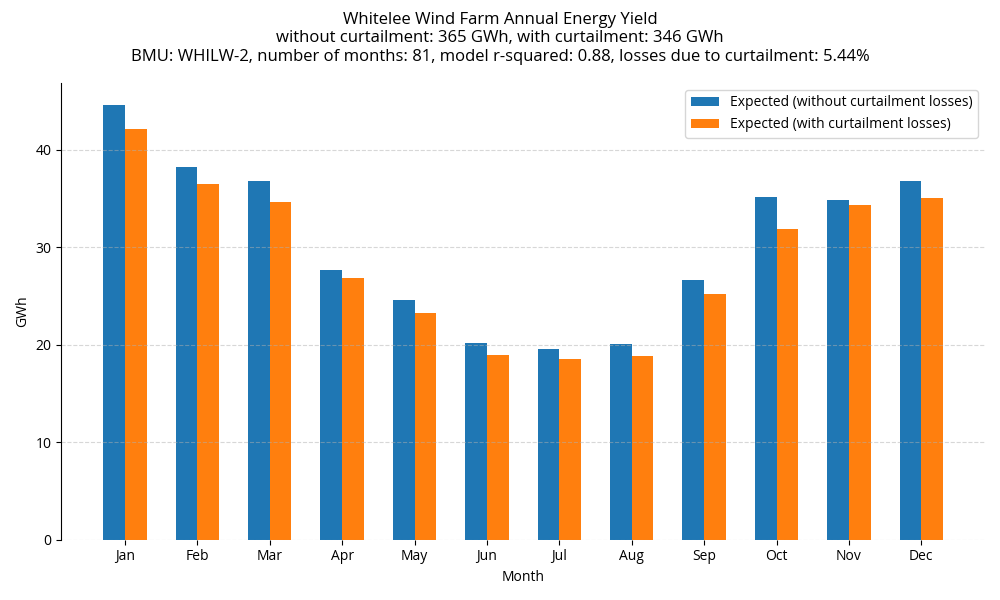 Whitelee Wind Farm Annual Energy Yield
without curtailment: 365 GWh, with curtailment: 346 GWh
BMU: WHILW-2, number of months: 81, model r-squared: 0.88, losses due to curtailment: 5.44%
Expected (without curtailment losses)
Expected (with curtailment losses)
40
30
20
10
0
GWh
Jan Feb Mar Apr May Jun Jul Aug Sep Oct Nov Dec
Month